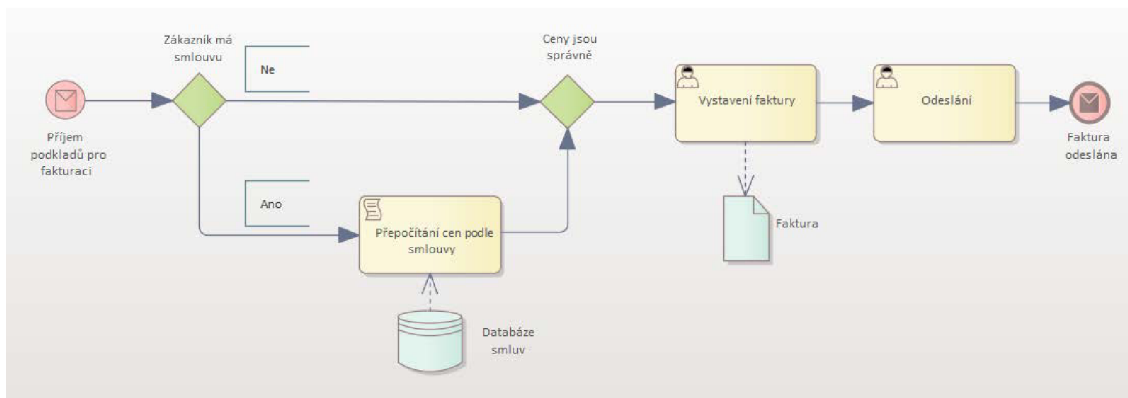 Zákazník má
smlouvu
Ne
Ceny jsou
správně
Vystavení faktury
Odeslání
Příjem
podkladů pro
fakturaci
Faktura
odeslána
Ano
Přepočítání cen podle
smlouvy
Faktura
Databáze
smluv